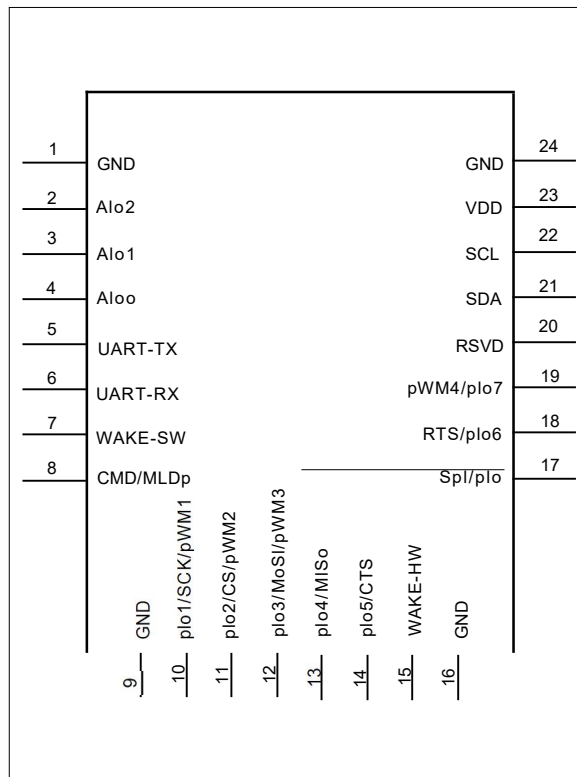 1 GND
2 AIo2
3 AIo1
4 AIoo
5 UART-TX
6 UART-RX
7 WAKE-SW
8 CMD/MLDp
GND 24
VDD 23
SCL 22
SDA 21
RSVD 20
pWM4/pIo7 19
RTS/pIo6 18
SpI/pIo 17
GND 9
pIo1/SCK/pWM1 10
pIo2/CS/pWM2 11
pIo3/MoSI/pWM3 12
pIo4/MISo 13
pIo5/CTS 14
WAKE-HW 15
GND 16